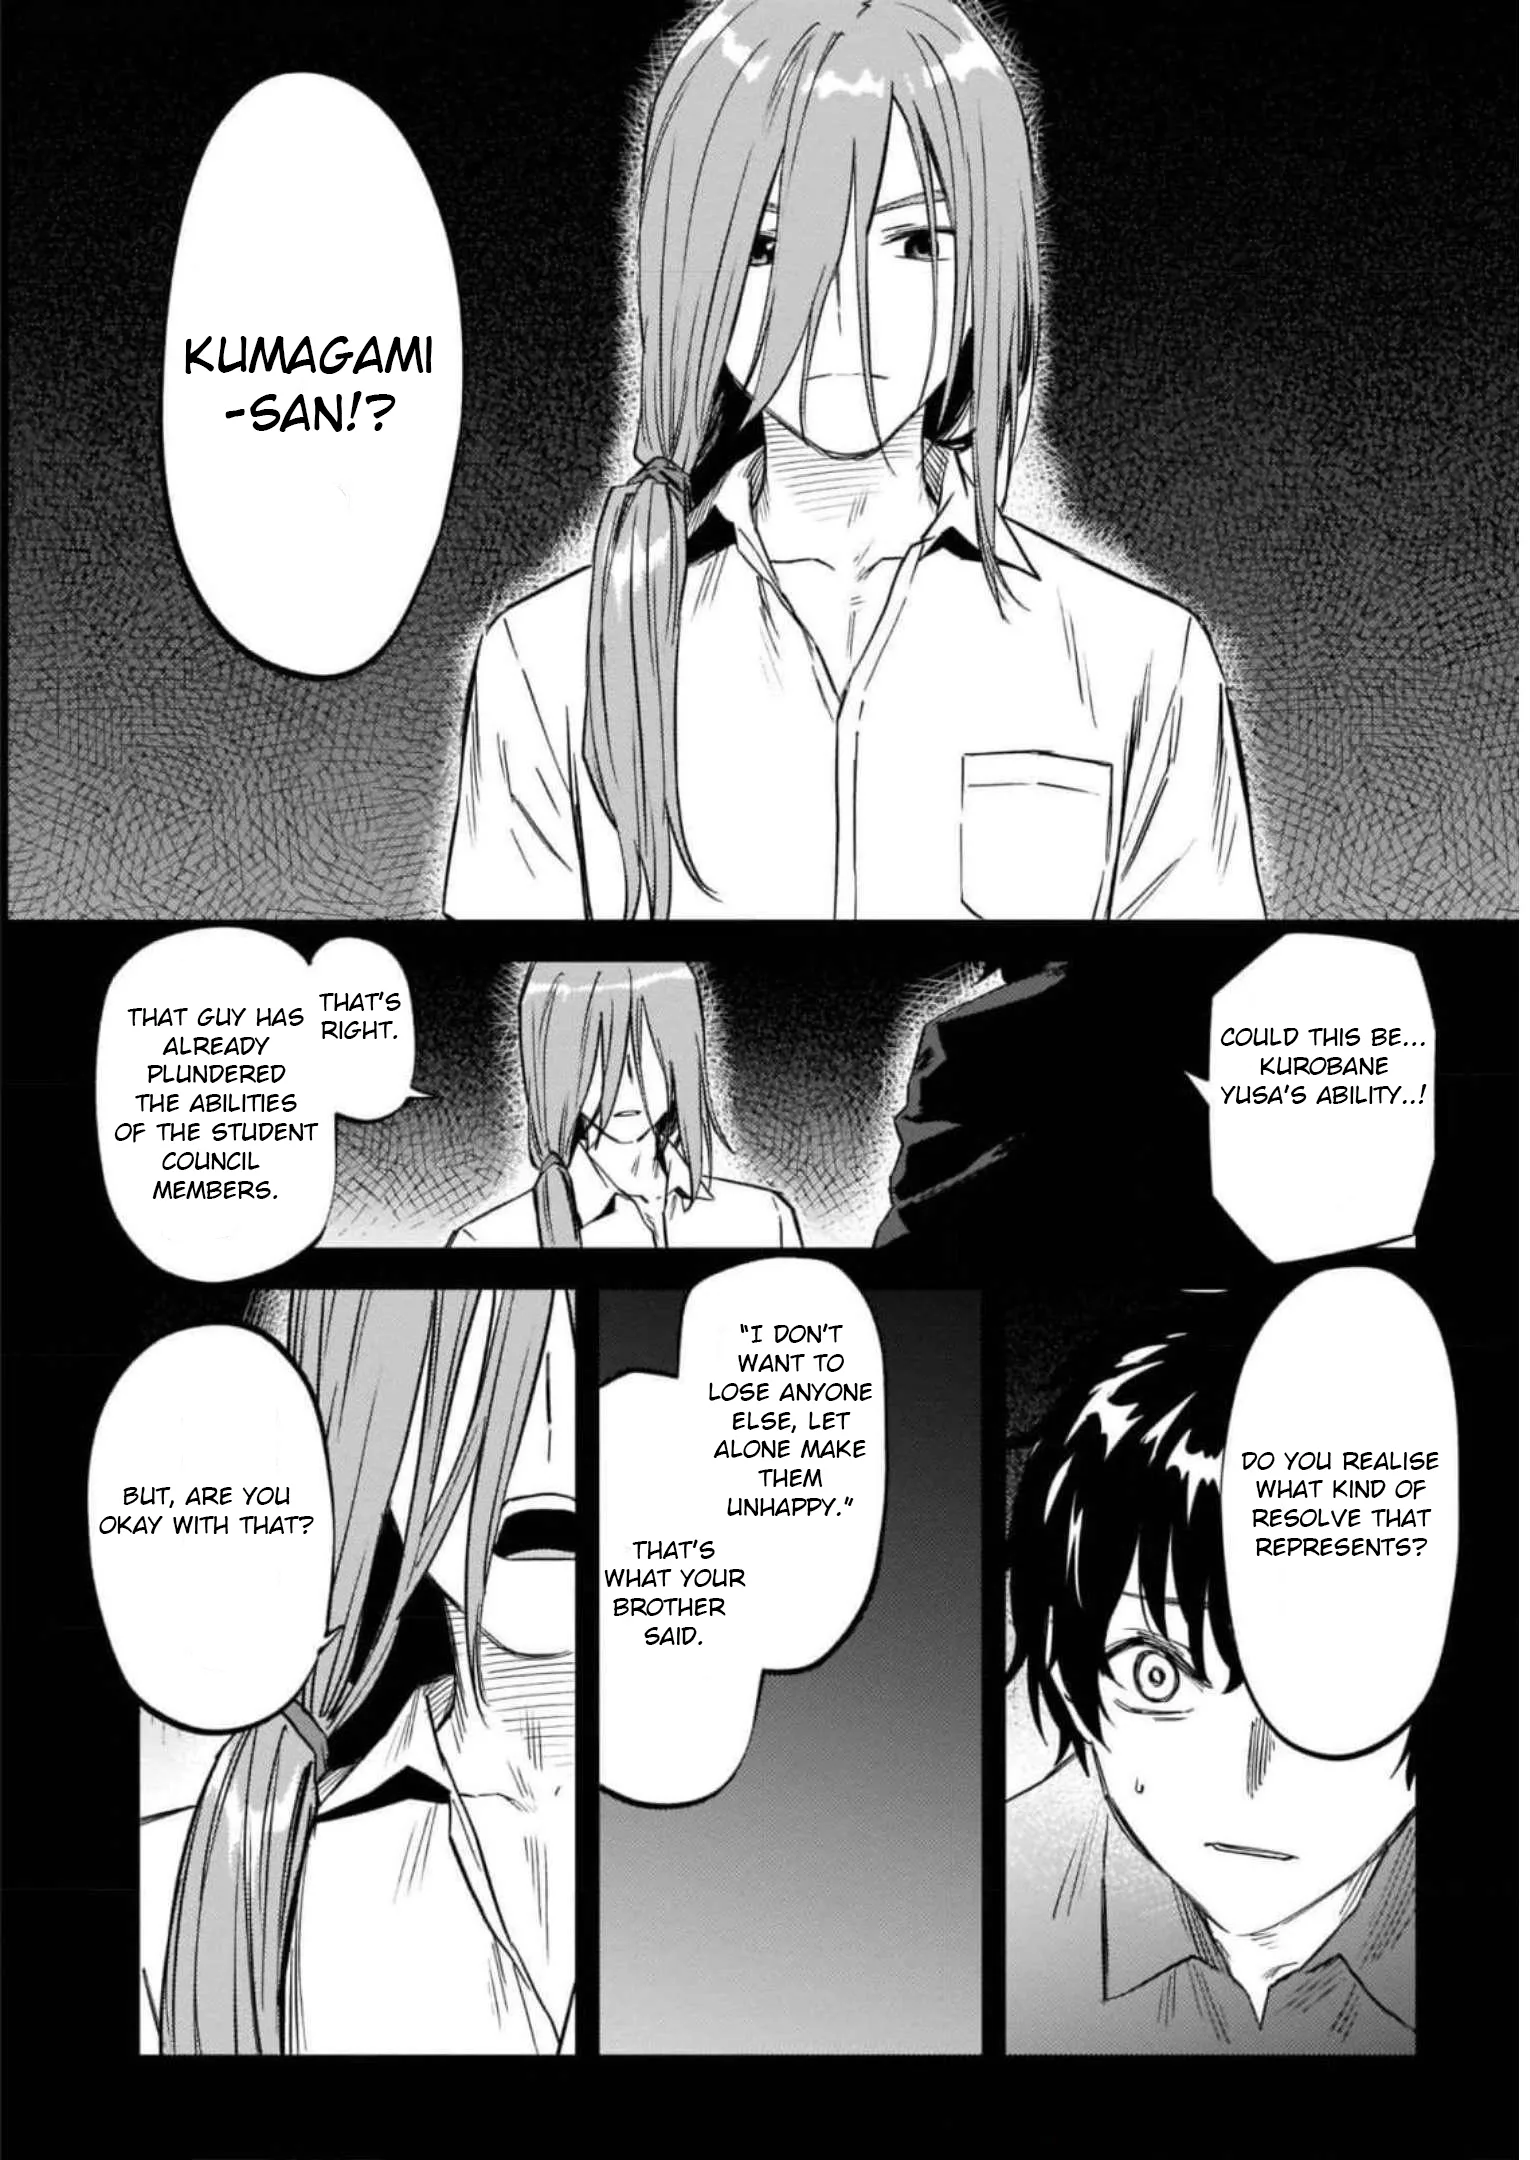 KUMAGAMI
-SAN!?
COULD THIS BE...
KUROBANE
YUSA'S ABILITY..!
THAT'S
RIGHT.
THAT GUY HAS
ALREADY
PLUNDERED
THE ABILITIES
OF THE STUDENT
COUNCIL
MEMBERS.
DO YOU REALISE
WHAT KIND OF
RESOLVE THAT
REPRESENTS?
"I DON'T
WANT TO
LOSE ANYONE
ELSE, LET
ALONE MAKE
THEM
UNHAPPY."
THAT'S
WHAT YOUR
BROTHER
SAID.
BUT, ARE YOU
OKAY WITH THAT?